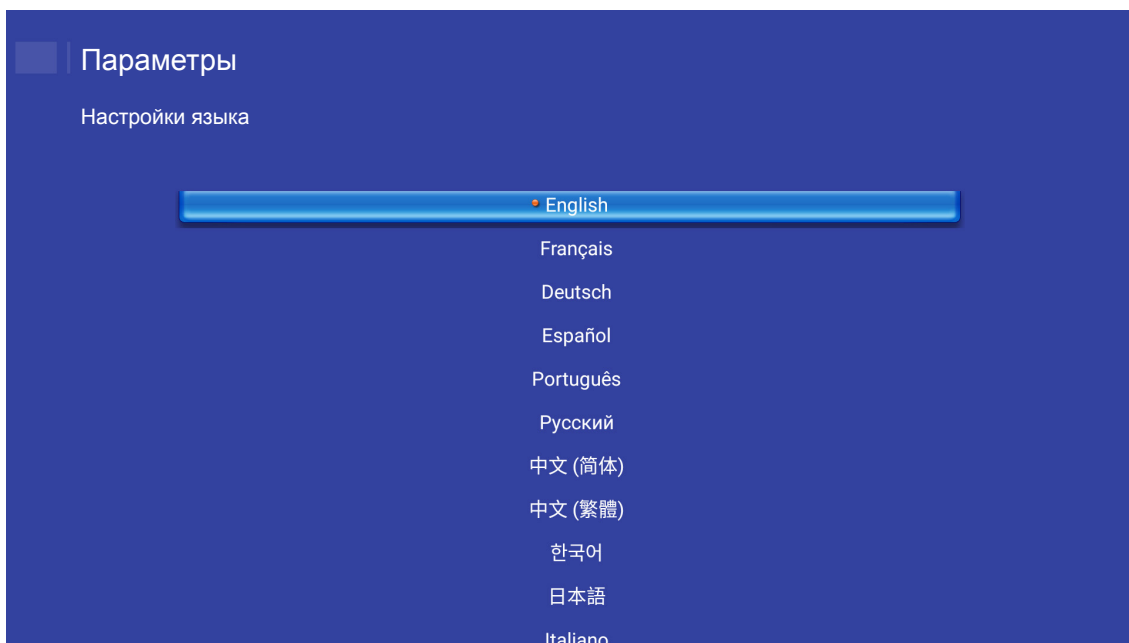 Параметры
Настройки языка
English
Français
Deutsch
Español
Português
Русский
中文 (简体)
中文 (繁體)
한국어
日本語
Italiano